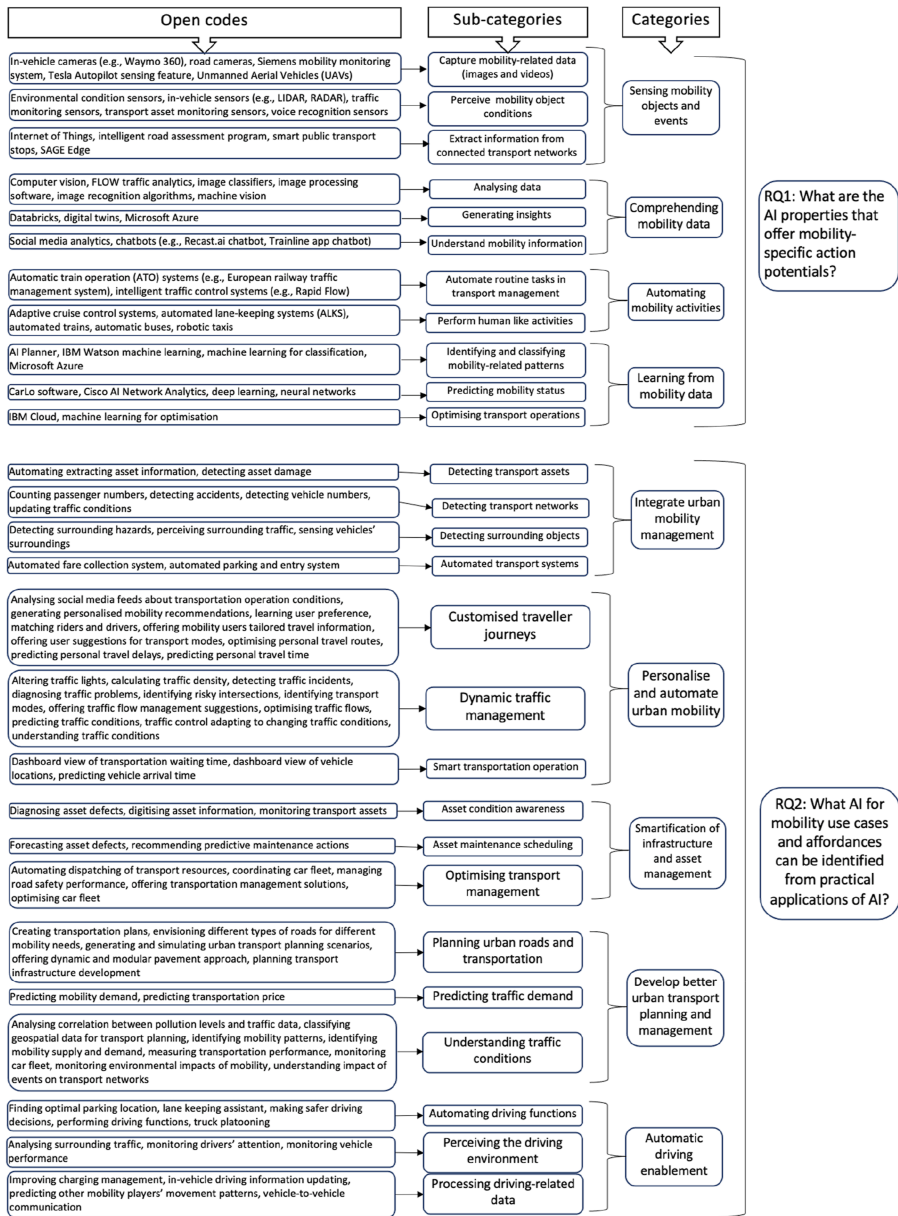 Open codes
Sub-categories
Categories
In-vehicle cameras (e.g., Waymo 360), road cameras, Siemens mobility monitoring
system, Tesla Autopilot sensing feature, Unmanned Aerial Vehicles (UAVs)
Capture mobility-related data
(images and videos)
Environmental condition sensors, in-vehicle sensors (e.g., LIDAR, RADAR), traffic
monitoring sensors, transport asset monitoring sensors, voice recognition sensors
Perceive mobility object
conditions
Internet of Things, intelligent road assessment program, smart public transport
stops, SAGE Edge
Extract information from
connected transport networks
Sensing mobility
objects and
events
Computer vision, FLOW traffic analytics, image classifiers, image processing
software, image recognition algorithms, machine vision
Analysing data
Databricks, digital twins, Microsoft Azure
Generating insights
Social media analytics, chatbots (e.g., Recast.ai chatbot, Trainline app chatbot)
Understand mobility information
Comprehending
mobility data
Automatic train operation (ATO) systems (e.g., European railway traffic
management system), intelligent traffic control systems (e.g., Rapid Flow)
Automate routine tasks in
transport management
Adaptive cruise control systems, automated lane-keeping systems (ALKS),
automated trains, automatic buses, robotic taxis
Perform human like activities
Automating
mobility activities
AI Planner, IBM Watson machine learning, machine learning for classification,
Microsoft Azure
Identifying and classifying
mobility-related patterns
CarLo software, Cisco AI Network Analytics, deep learning, neural networks
Predicting mobility status
IBM Cloud, machine learning for optimisation
Optimising transport operations
Learning from
mobility data
RQ1: What are the
AI properties that
offer mobility-
specific action
potentials?
Automating extracting asset information, detecting asset damage
Detecting transport assets
Counting passenger numbers, detecting accidents, detecting vehicle numbers,
updating traffic conditions
Detecting transport networks
Detecting surrounding hazards, perceiving surrounding traffic, sensing vehicles'
surroundings
Detecting surrounding objects
Automated fare collection system, automated parking and entry system
Automated transport systems
Integrate urban
mobility
management
Analysing social media feeds about transportation operation conditions,
generating personalised mobility recommendations, learning user preference,
matching riders and drivers, offering mobility users tailored travel information,
offering user suggestions for transport modes, optimising personal travel routes,
predicting personal travel delays, predicting personal travel time
Customised traveller
journeys
Altering traffic lights, calculating traffic density, detecting traffic incidents,
diagnosing traffic problems, identifying risky intersections, identifying transport
modes, offering traffic flow management suggestions, optimising traffic flows,
predicting traffic conditions, traffic control adapting to changing traffic conditions,
understanding traffic conditions
Dynamic traffic
management
Dashboard view of transportation waiting time, dashboard view of vehicle
locations, predicting vehicle arrival time
Smart transportation operation
Personalise
and automate
urban mobility
Diagnosing asset defects, digitising asset information, monitoring transport assets
Asset condition awareness
Forecasting asset defects, recommending predictive maintenance actions
Asset maintenance scheduling
Automating dispatching of transport resources, coordinating car fleet, managing
road safety performance, offering transportation management solutions,
optimising car fleet
Optimising transport
management
Smartification of
infrastructure
and asset
management
Creating transportation plans, envisioning different types of roads for different
mobility needs, generating and simulating urban transport planning scenarios,
offering dynamic and modular pavement approach, planning transport
infrastructure development
Planning urban roads and
transportation
Predicting mobility demand, predicting transportation price
Predicting traffic demand
Analysing correlation between pollution levels and traffic data, classifying
geospatial data for transport planning, identifying mobility patterns, identifying
mobility supply and demand, measuring transportation performance, monitoring
car fleet, monitoring environmental impacts of mobility, understanding impact of
events on transport networks
Understanding traffic
conditions
Develop better
urban transport
planning and
management
Finding optimal parking location, lane keeping assistant, making safer driving
decisions, performing driving functions, truck platooning
Automating driving functions
Analysing surrounding traffic, monitoring drivers' attention, monitoring vehicle
performance
Perceiving the driving
environment
Improving charging management, in-vehicle driving information updating,
predicting other mobility players' movement patterns, vehicle-to-vehicle
communication
Processing driving-related
data
Automatic
driving
enablement
RQ2: What AI for
mobility use cases
and affordances
can be identified
from practical
applications of AI?